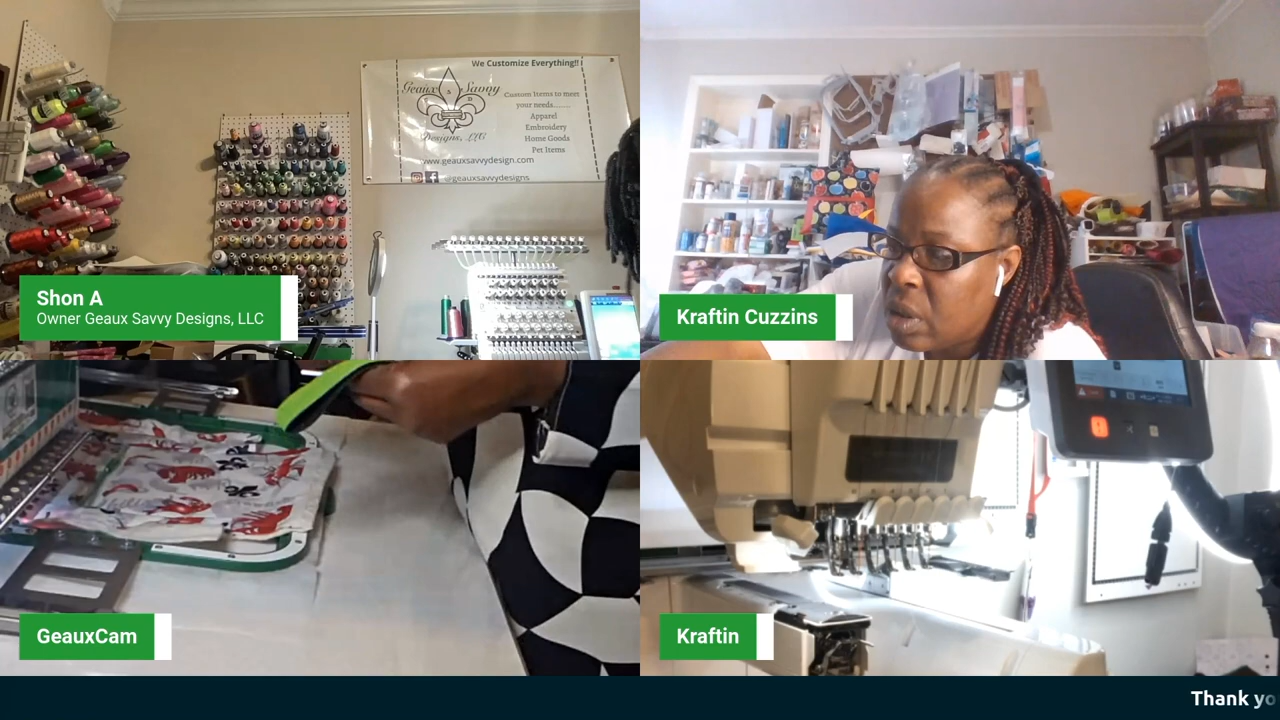 We Customize Everything!!
Geaux Savvy
Designs, LLC
Custom Items to meet
your needs........
Apparel
Embroidery
Home Goods
Pet Items
www.geauxsavvydesign.com
@geauxsavvydesigns
Shon A
Owner Geaux Savvy Designs, LLC
Kraftin Cuzzins
GeauxCam
Kraftin
Thank yo